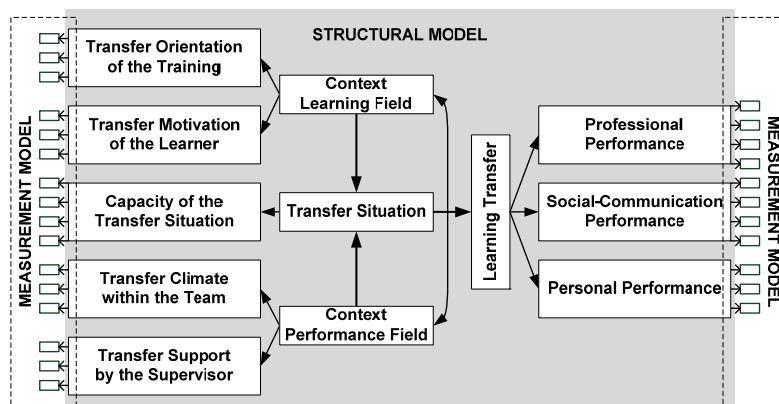 STRUCTURAL MODEL
MEASUREMENT MODEL
Transfer Orientation
of the Training
Transfer Motivation
of the Learner
Capacity of the
Transfer Situation
Transfer Climate
within the Team
Transfer Support
by the Supervisor
Context
Learning Field
Transfer Situation
Context
Performance Field
Learning Transfer
Professional
Performance
Social-Communication
Performance
Personal Performance
MEASUREMENT MODEL